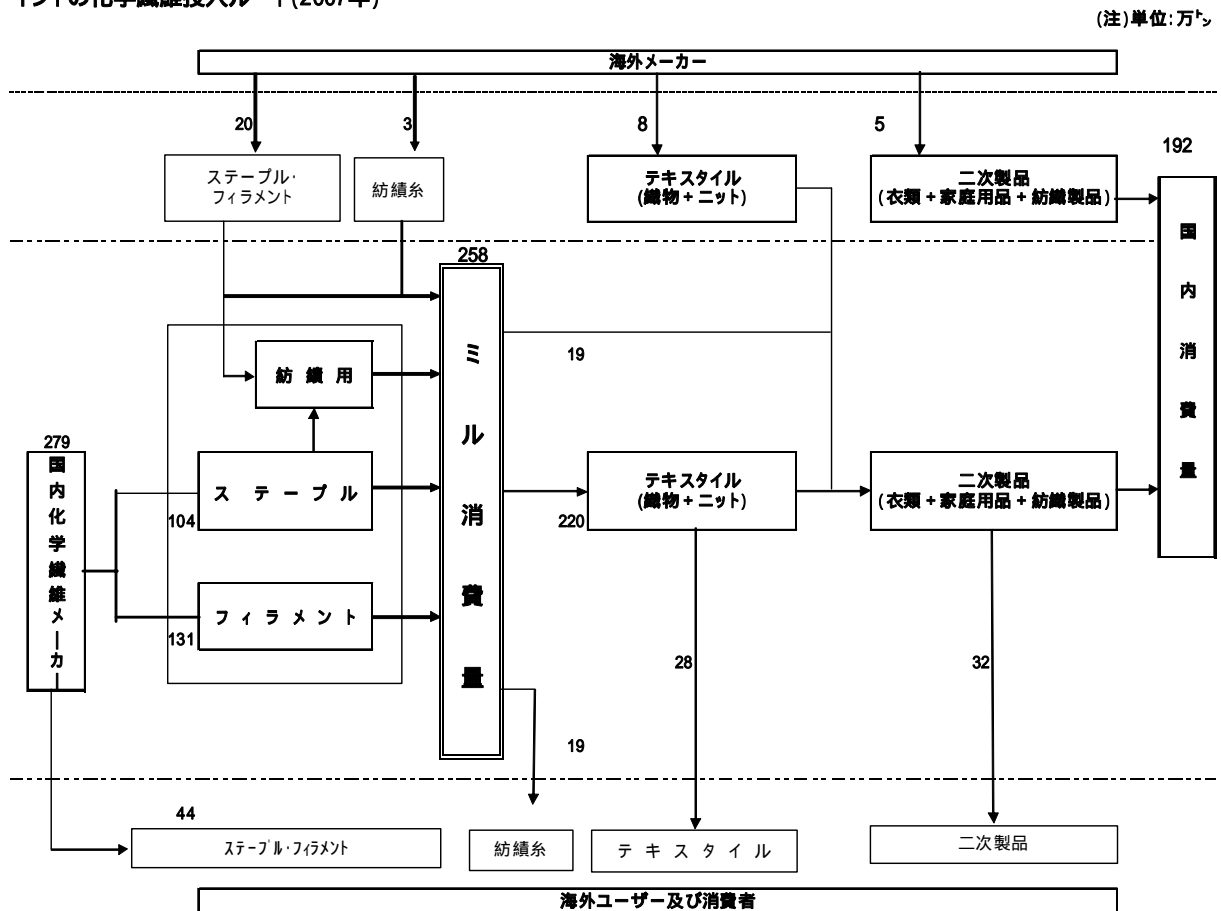 (注)単位:万㌧
海外メーカー
20
3
8
5
192
ステープル・
フィラメント
紡績糸
テキスタイル
(織物+ニット)
二次製品
(衣類+家庭用品+紡織製品)
国内消費量
258
ミル消費量
19
紡績用
279
国内化学繊維メーカー
ステープル
104
テキスタイル
(織物+ニット)
220
二次製品
(衣類+家庭用品+紡織製品)
フィラメント
131
28
32
19
44
ステープル・フィラメント
紡績糸
テキスタイル
二次製品
海外ユーザー及び消費者